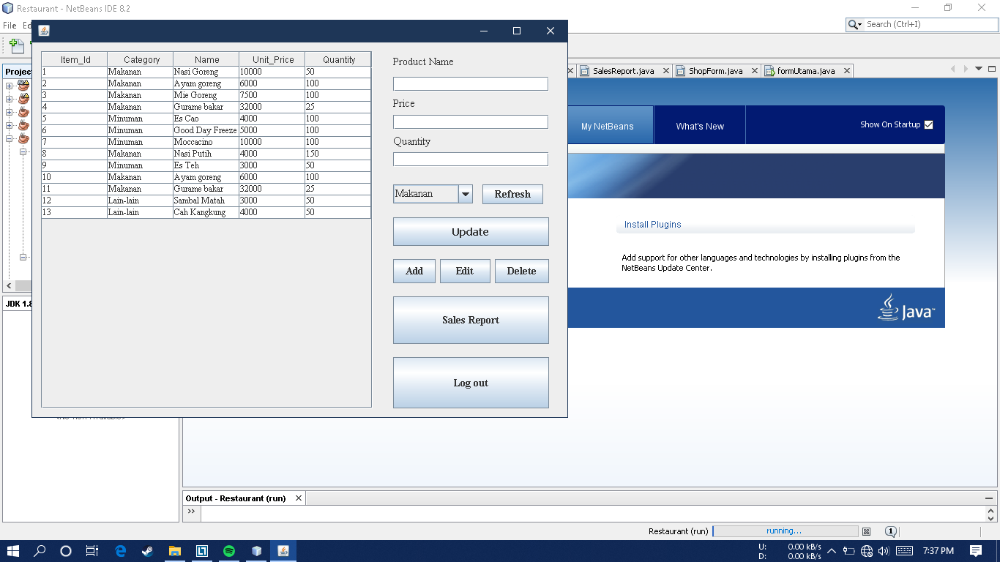 Restaurant - NetBeans IDE 8.2
File
Search (Ctrl+I)
Projec
SalesReport.java
ShopForm.java
formUtama.java
Item_Id Category Name Unit_Price Quantity
1 Makanan Nasi Goreng 10000 50
2 Makanan Ayam goreng 6000 100
3 Makanan Mie Goreng 7500 100
4 Makanan Gurame bakar 32000 25
5 Minuman Es Cao 4000 100
6 Minuman Good Day Freeze 5000 100
7 Minuman Moccacino 10000 100
8 Makanan Nasi Putih 4000 150
9 Minuman Es Teh 3000 50
10 Makanan Ayam goreng 6000 100
11 Makanan Gurame bakar 32000 25
12 Lain-lain Sambal Matah 3000 50
13 Lain-lain Cah Kangkung 4000 50
Product Name
Price
Quantity
Makanan
Refresh
Update
Add Edit Delete
Sales Report
Log out
My NetBeans
What's New
Show On Startup
Install Plugins
Add support for other languages and technologies by installing plugins from the
NetBeans Update Center.
Java™
JDK 1.8
Output - Restaurant (run)
>>
Restaurant (run)
running...
1
U: 0.00 kB/s
D: 0.00 kB/s
7:37 PM